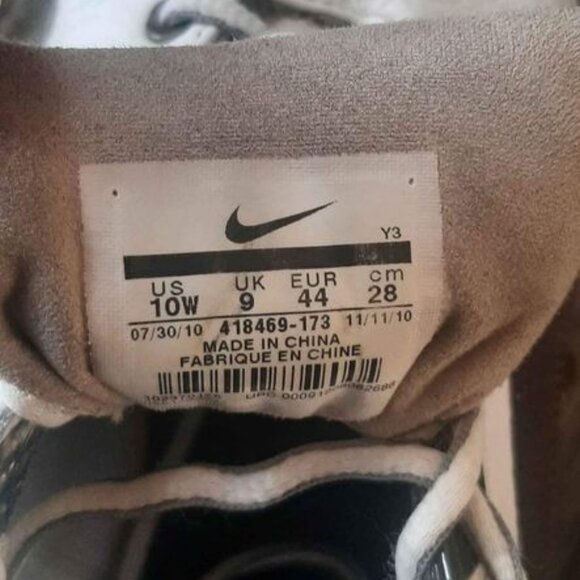 Y3
US UK EUR cm
10W 9 44 28
07/30/10 418469-173 11/11/10
MADE IN CHINA
FABRIQUE EN CHINE
UPC